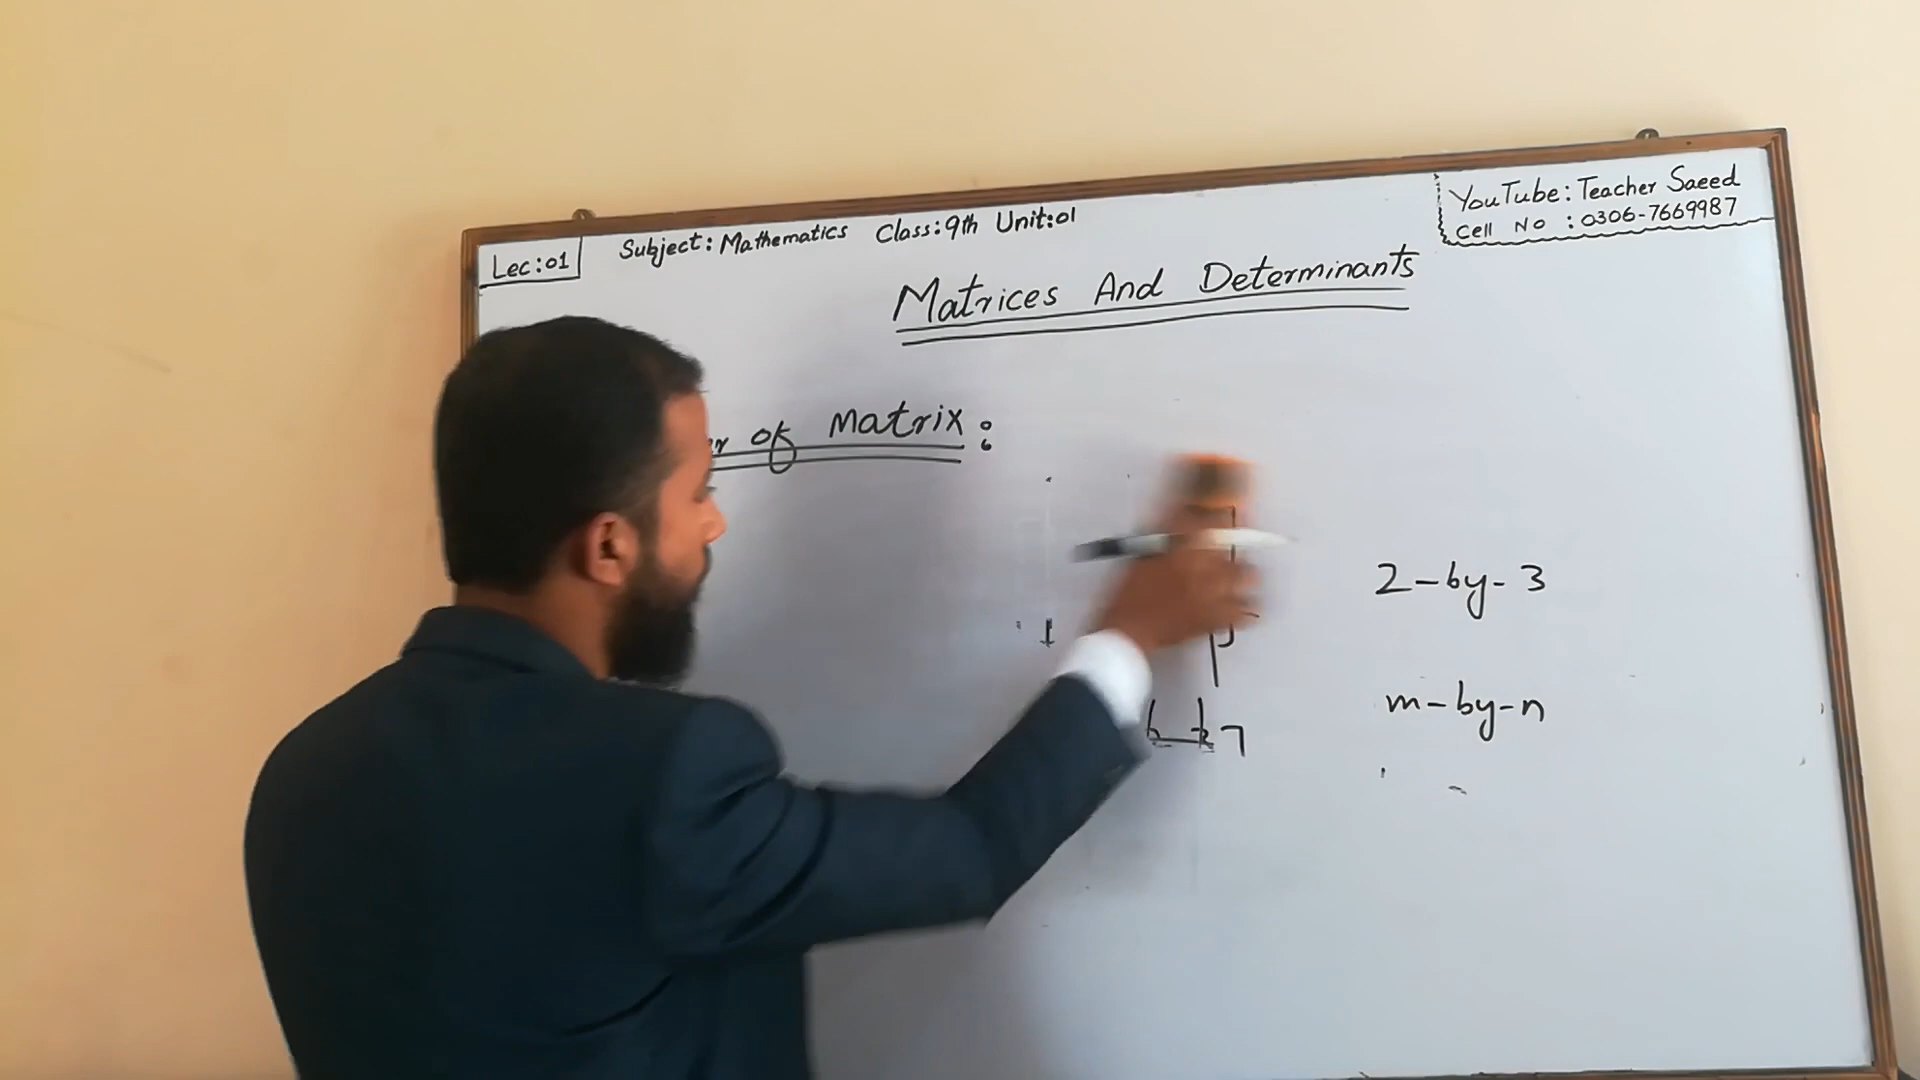 Lec:01
Subject: Mathematics Class: 9th Unit:01
YouTube: Teacher Saeed
Cell No : 0306-7669987
Matrices And Determinants
of Matrix :
2-by-3
m-by-n